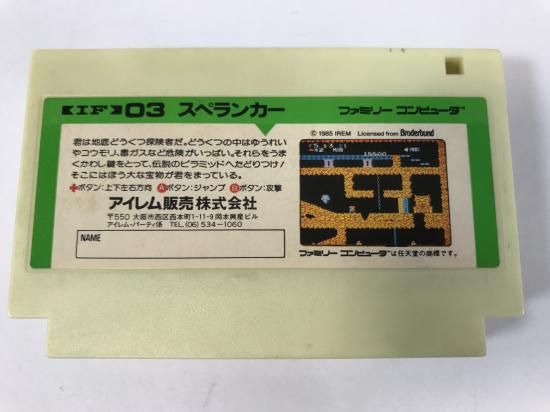 IF 03 スペランカー ファミリー コンピュータ™
君は地底どうくつ探険者だ。どうくつの中はゆうれい
やコウモリ、毒ガスなど危険がいっぱい。それらをうま
くかわし鍵をとって、伝説のピラミッドへたどりつけ!
そこにはぼう大な宝物が君をまっている。
ボタン:上下左右方向 Aボタン:ジャンプ Bボタン:攻撃
アイレム販売株式会社
〒550 大阪市西区西本町1-11-9岡本興産ビル
アイレム・パーティ係 TEL.(06)534-1060
NAME
© 1985 IREM Licensed from Brøderbund
15500
ファミリー コンピュータ™は任天堂の商標です。